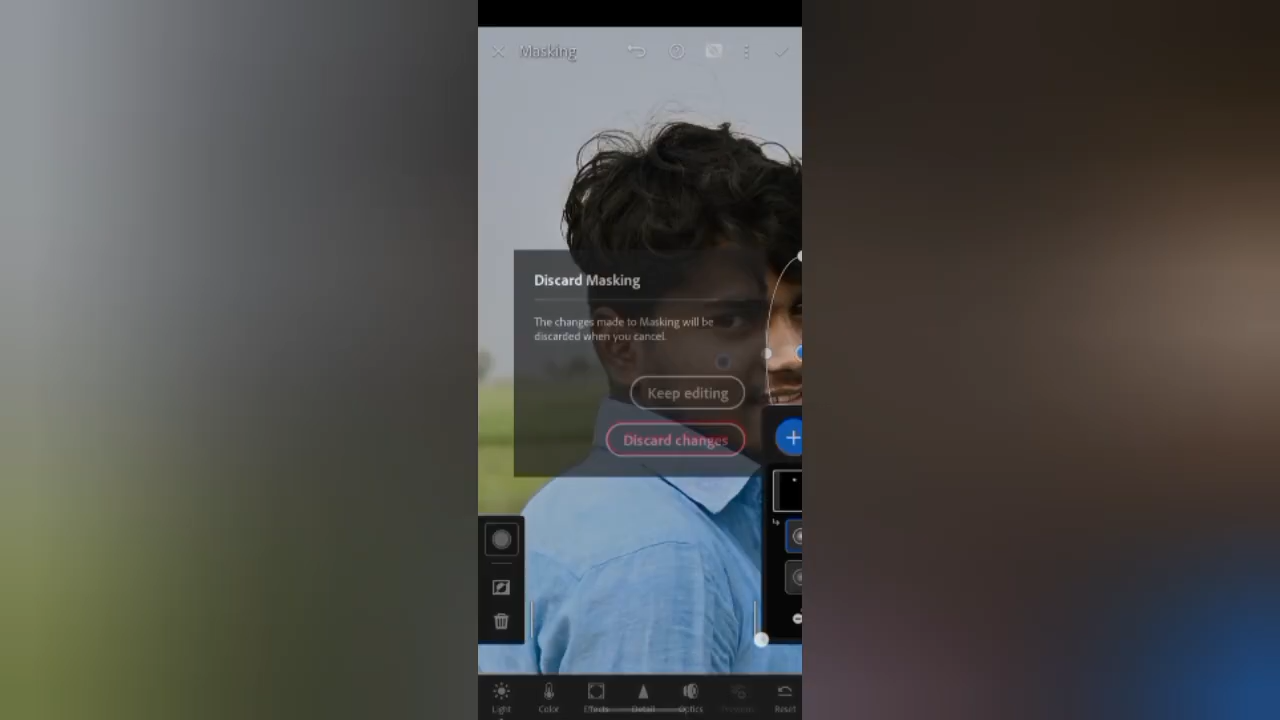 Masking
Discard Masking
The changes made to Masking will be
discarded when you cancel.
Keep editing
Discard changes
Light
Color
Effects
Detail
Optics
Reset